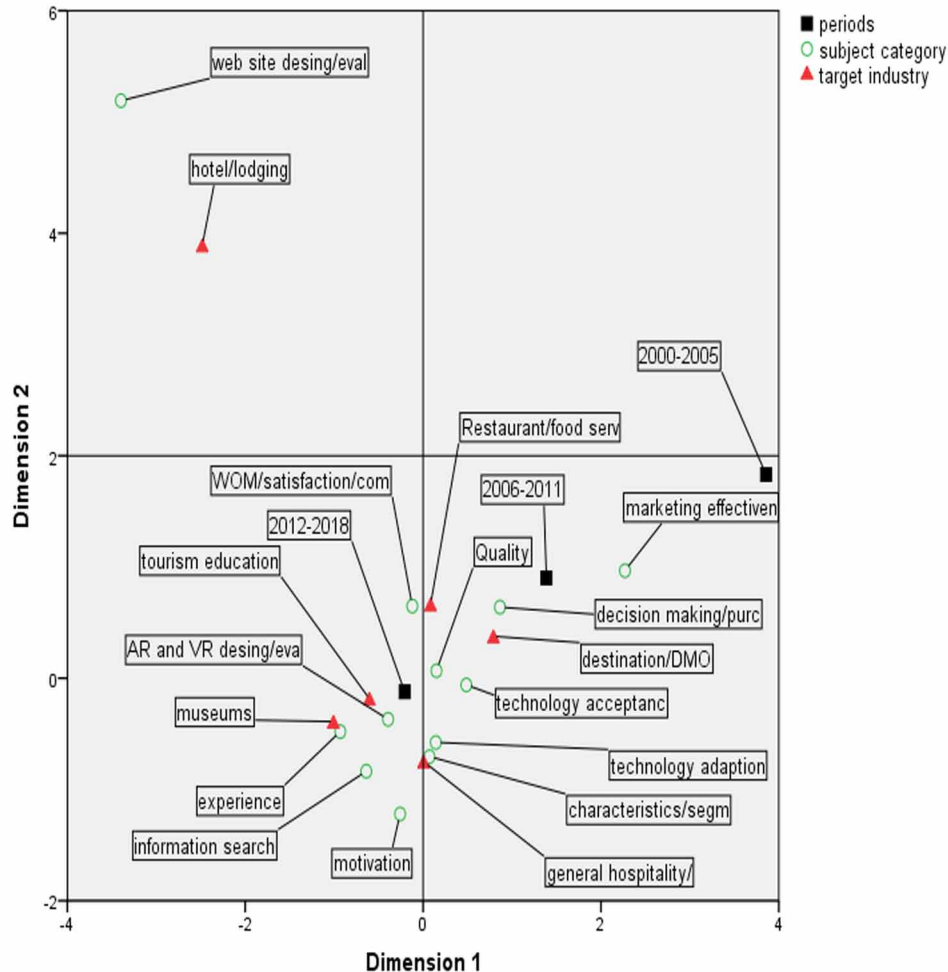 6
periods
subject category
target industry
web site desing/eval
hotel/lodging
4
2000-2005
Restaurant/food serv
2
WOM/satisfaction/com
2006-2011
marketing effectiven
2012-2018
Quality
tourism education
decision making/purc
AR and VR desing/eva
destination/DMO
0
technology acceptanc
museums
technology adaption
experience
characteristics/segm
information search
motivation
general hospitality/
-2
-4
-2
0
2
4
Dimension 2
Dimension 1